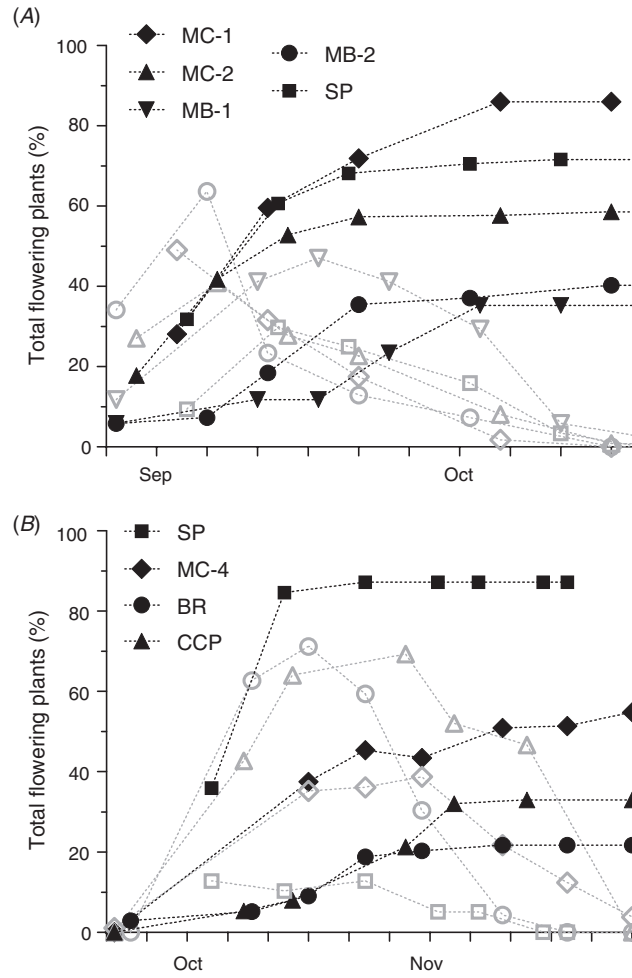 (A)
100
80
60
40
20
0
Total flowering plants (%)
MC-1
MC-2
MB-1
MB-2
SP
Sep
Oct
(B)
100
80
60
40
20
0
Total flowering plants (%)
SP
MC-4
BR
CCP
Oct
Nov